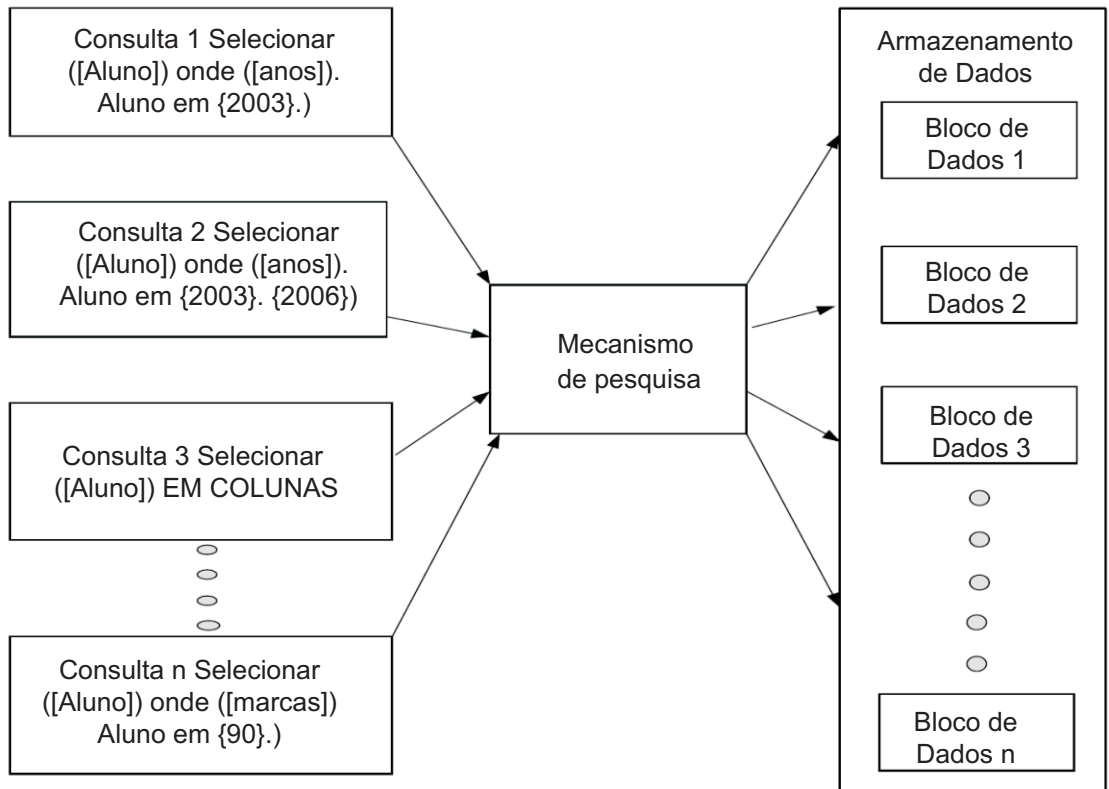 Consulta 1 Selecionar
([Aluno]) onde ([anos]).
Aluno em {2003}.)
Consulta 2 Selecionar
([Aluno]) onde ([anos]).
Aluno em {2003}. {2006})
Consulta 3 Selecionar
([Aluno]) EM COLUNAS
Consulta n Selecionar
([Aluno]) onde ([marcas])
Aluno em {90}.)
Mecanismo
de pesquisa
Armazenamento
de Dados
Bloco de
Dados 1
Bloco de
Dados 2
Bloco de
Dados 3
Bloco de
Dados n